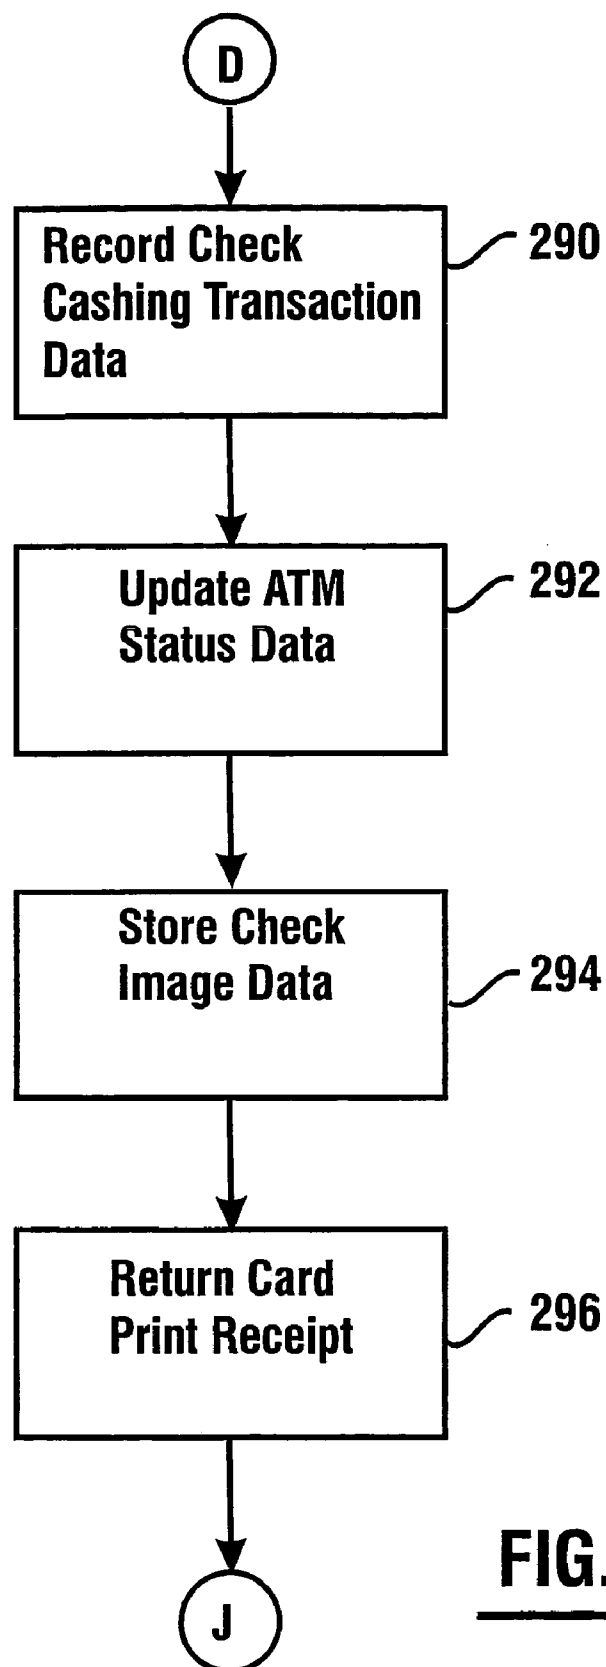 D
Record Check
Cashing Transaction
Data
290
Update ATM
Status Data
292
Store Check
Image Data
294
Return Card
Print Receipt
296
J
FIG.